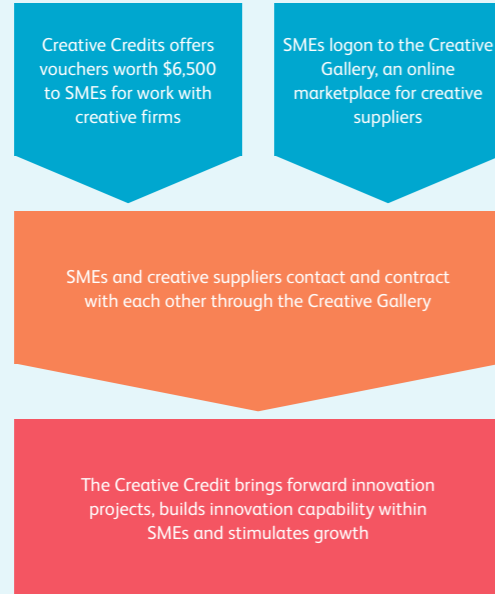 Creative Credits offers
vouchers worth $6,500
to SMEs for work with
creative firms
SMEs logon to the Creative
Gallery, an online
marketplace for creative
suppliers
SMEs and creative suppliers contact and contract
with each other through the Creative Gallery
The Creative Credit brings forward innovation
projects, builds innovation capability within
SMEs and stimulates growth